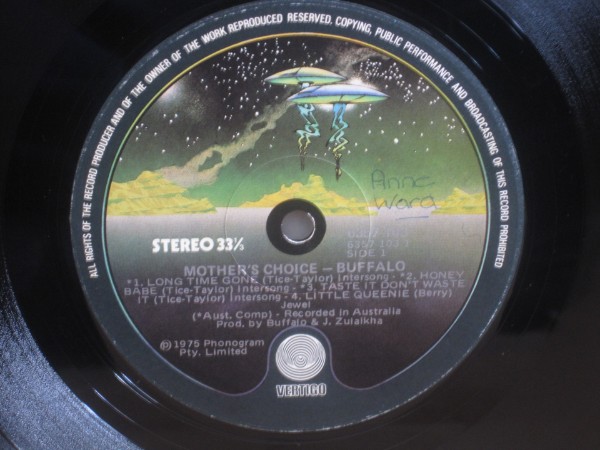 ALL RIGHTS OF THE RECORD PRODUCER AND OF THE OWNER OF THE WORK REPRODUCED RESERVED. COPYING, PUBLIC PERFORMANCE AND BROADCASTING OF THIS RECORD PROHIBITED
Anne
Wara
STEREO 33⅓
SIDE 1
MOTHER'S CHOICE — BUFFALO
*1. LONG TIME GONE (Tice-Taylor) Intersong - *2. HONEY
BABE (Tice-Taylor) Intersong - *3. TASTE IT DON'T WASTE
IT (Tice-Taylor) Intersong - 4. LITTLE QUEENIE (Berry)
Jewel
(*Aust. Comp) - Recorded in Australia
Prod. by Buffalo & J. Zulaikha
Ⓟ1975 Phonogram
Pty. Limited
VERTIGO